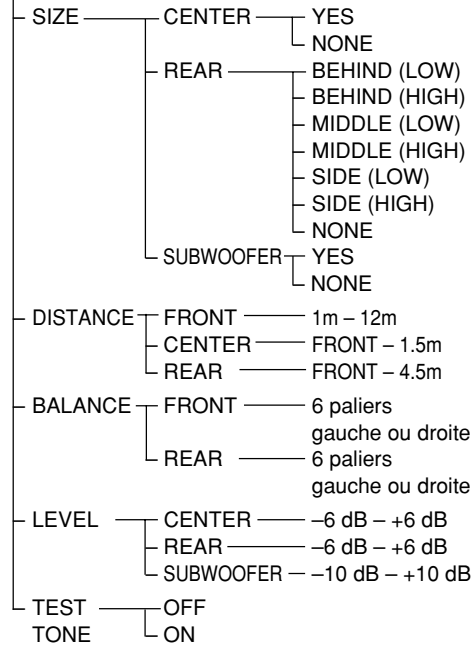 SIZE CENTER YES
NONE
REAR BEHIND (LOW)
BEHIND (HIGH)
MIDDLE (LOW)
MIDDLE (HIGH)
SIDE (LOW)
SIDE (HIGH)
NONE
SUBWOOFER YES
NONE
DISTANCE FRONT 1m – 12m
CENTER FRONT – 1.5m
REAR FRONT – 4.5m
BALANCE FRONT 6 paliers
gauche ou droite
REAR 6 paliers
gauche ou droite
LEVEL CENTER –6 dB – +6 dB
REAR –6 dB – +6 dB
SUBWOOFER –10 dB – +10 dB
TEST OFF
TONE ON